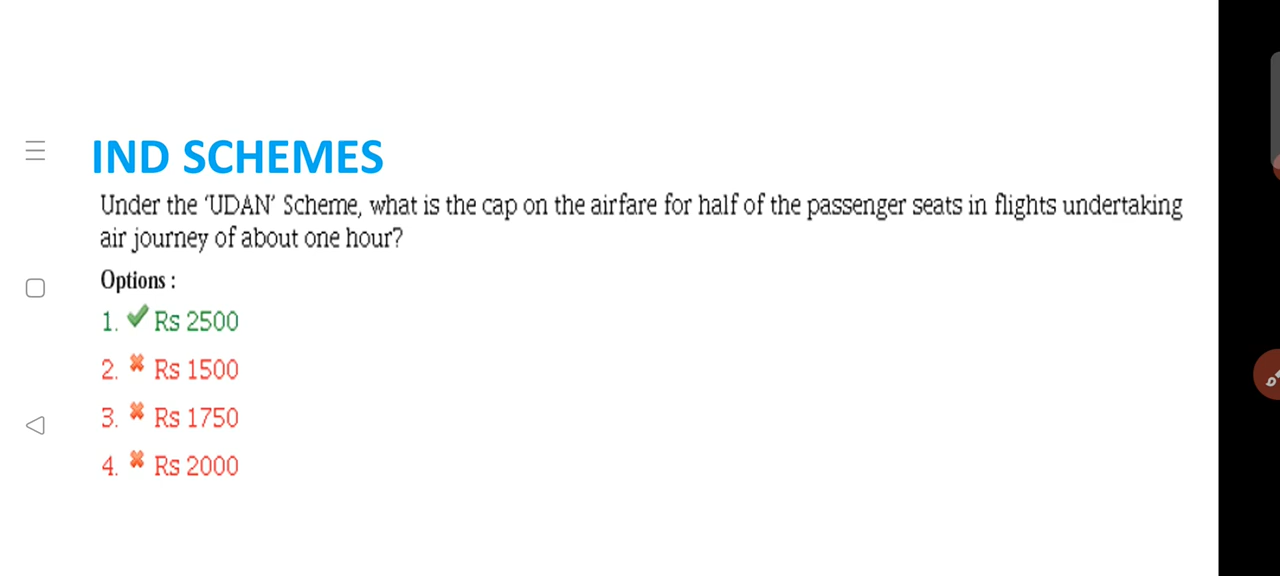 IND SCHEMES
Under the ‘UDAN’ Scheme, what is the cap on the airfare for half of the passenger seats in flights undertaking
air journey of about one hour?
Options :
1. Rs 2500
2. Rs 1500
3. Rs 1750
4. Rs 2000